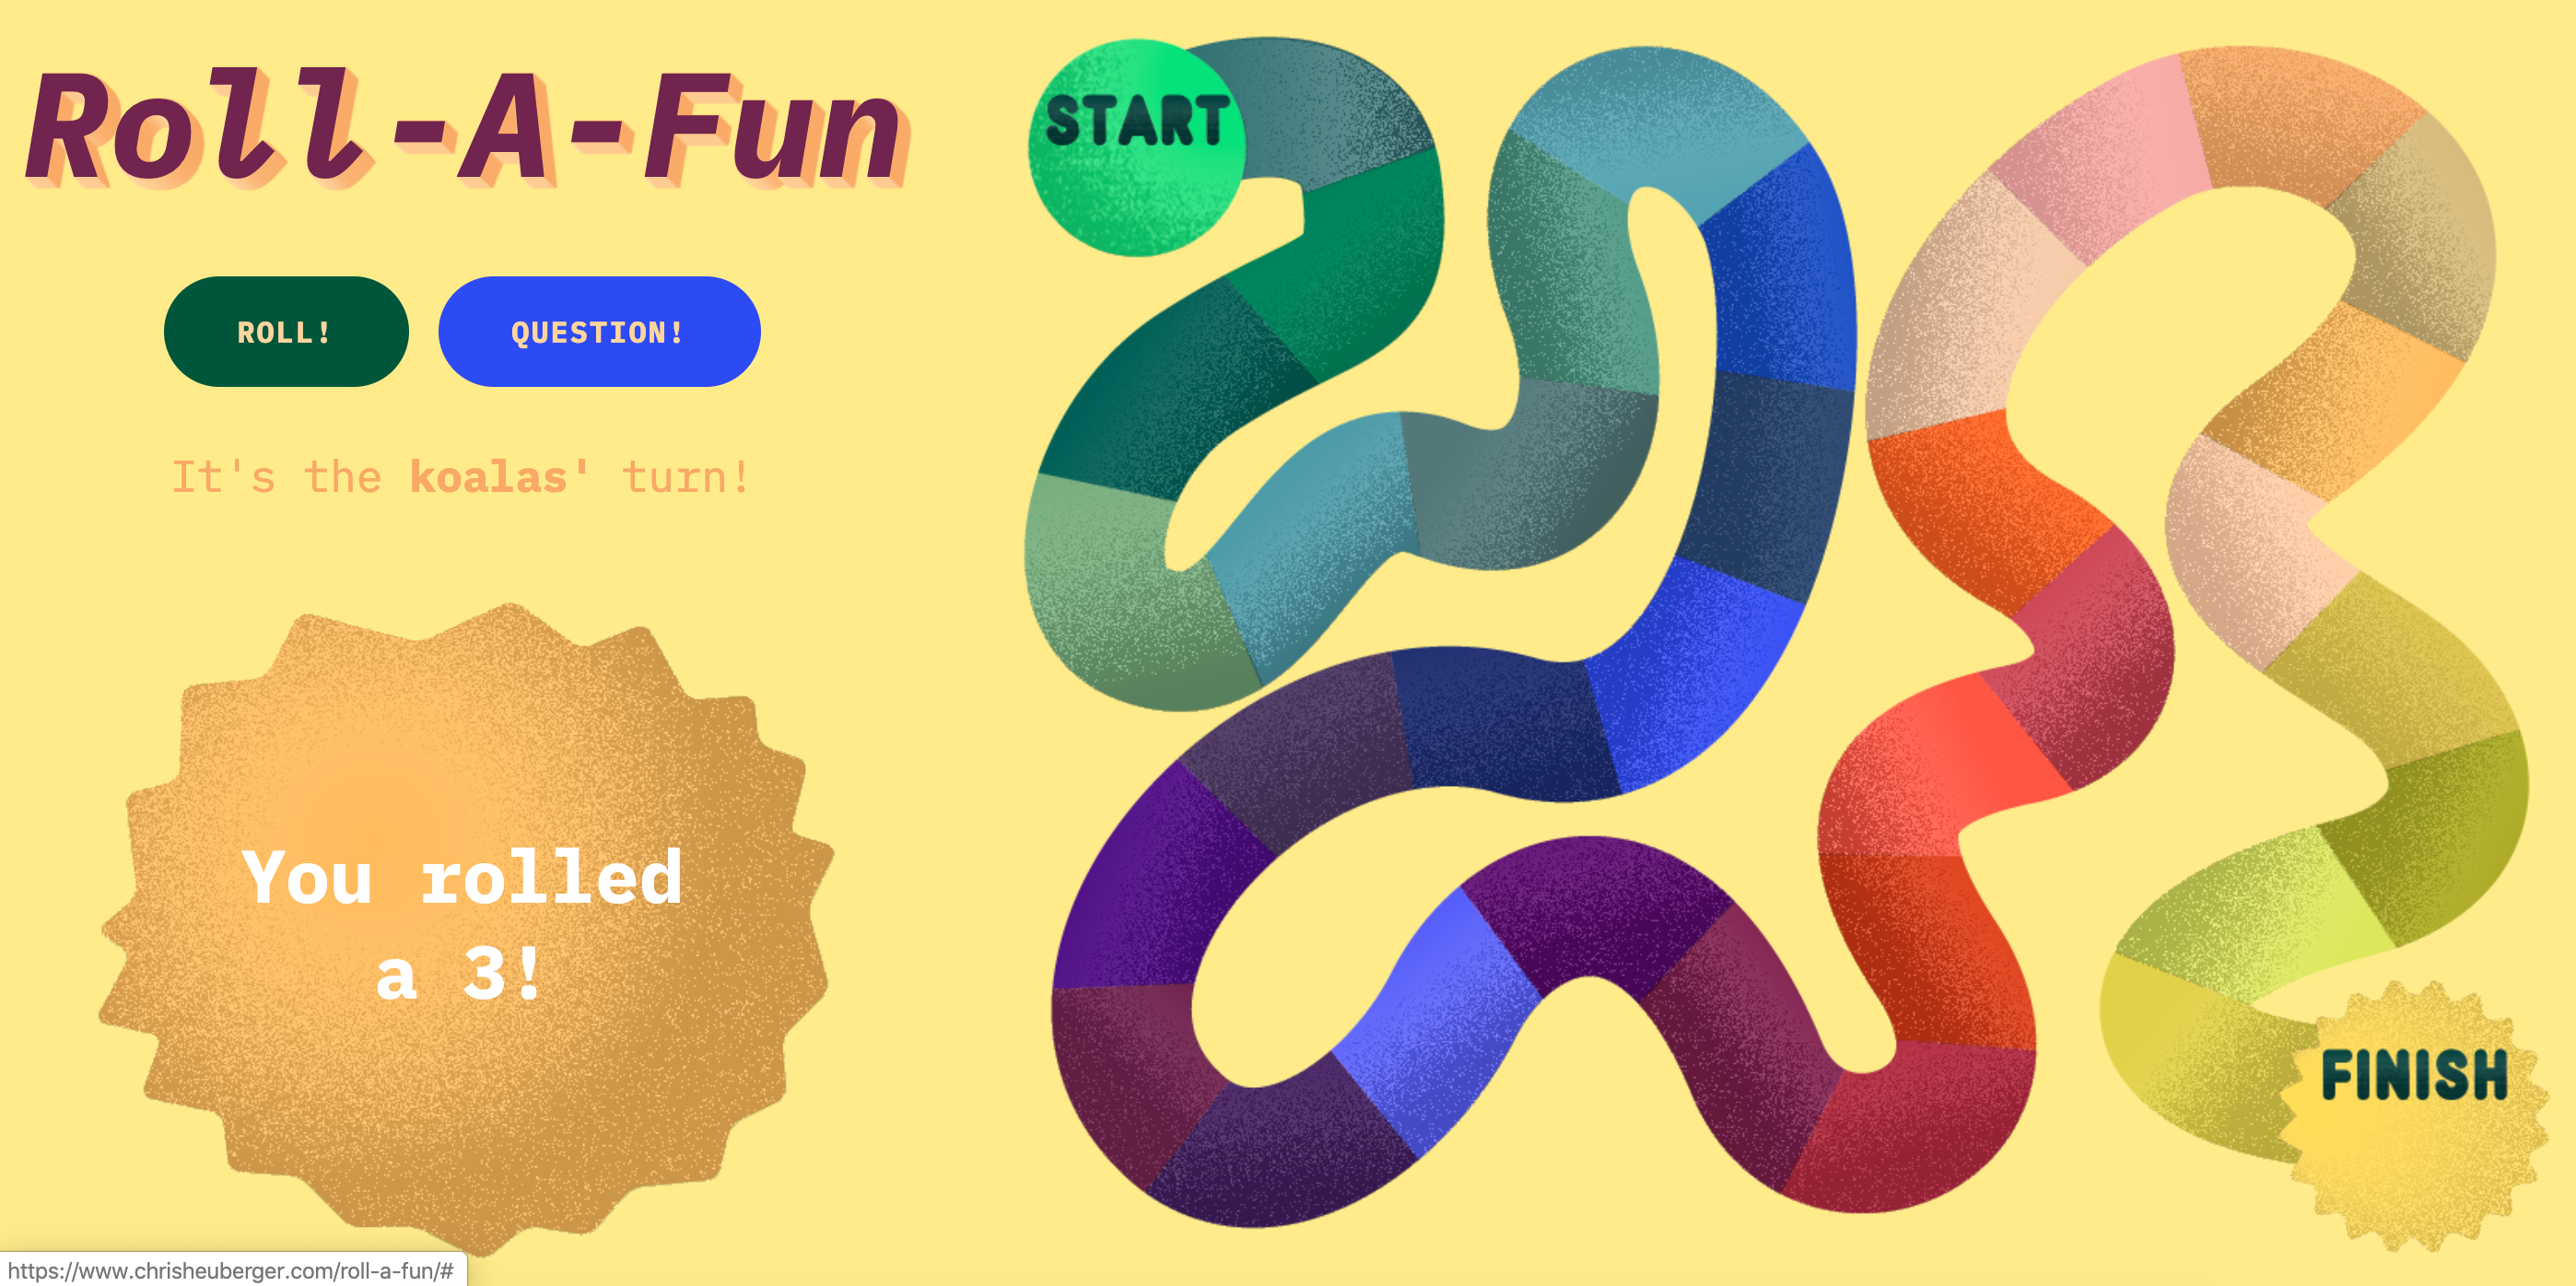 Roll-A-Fun
ROLL! QUESTION!
It's the koalas' turn!
You rolled
a 3!
START
FINISH
https://www.chrisheuberger.com/roll-a-fun/#